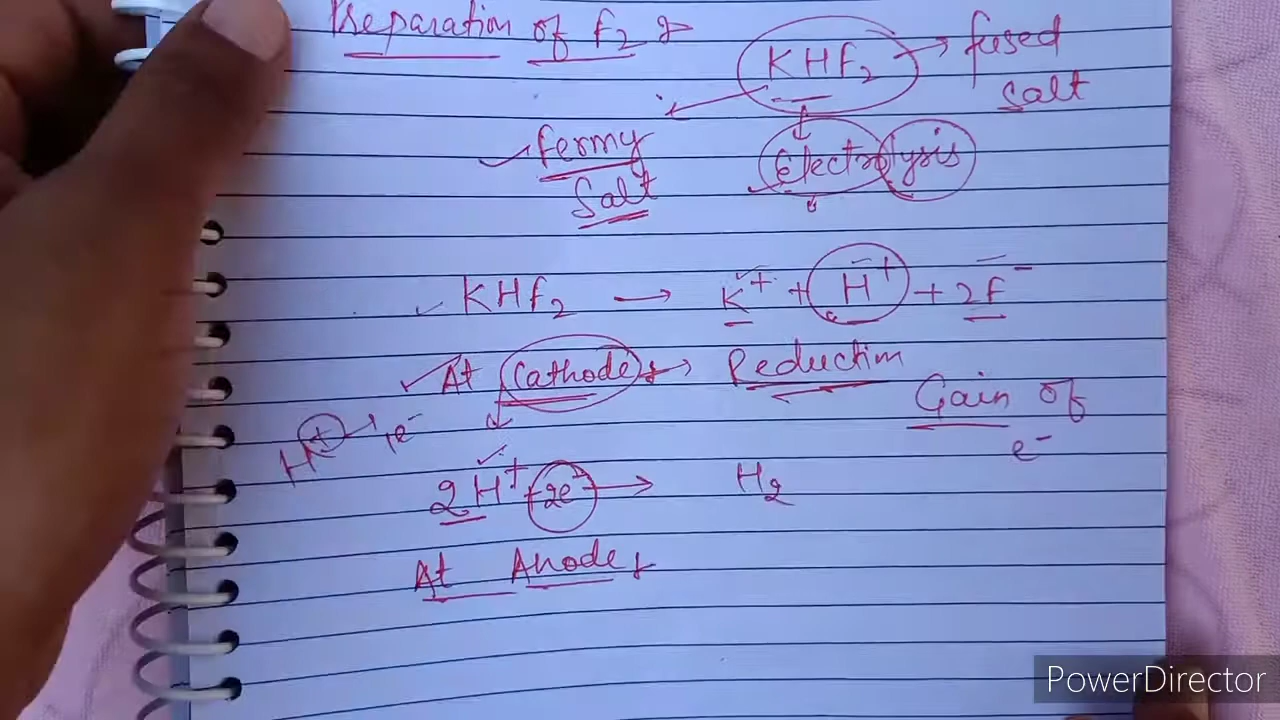 Preparation of F2 :-
KHF2 → fused
Salt
Fermy
Salt
Electrolysis
KHF2 → K+ + H+ + 2F-
At Cathode :→ Reduction
Gain of
e-
H+ → 1e-
2H+ +2e- → H2
At Anode :
PowerDirector